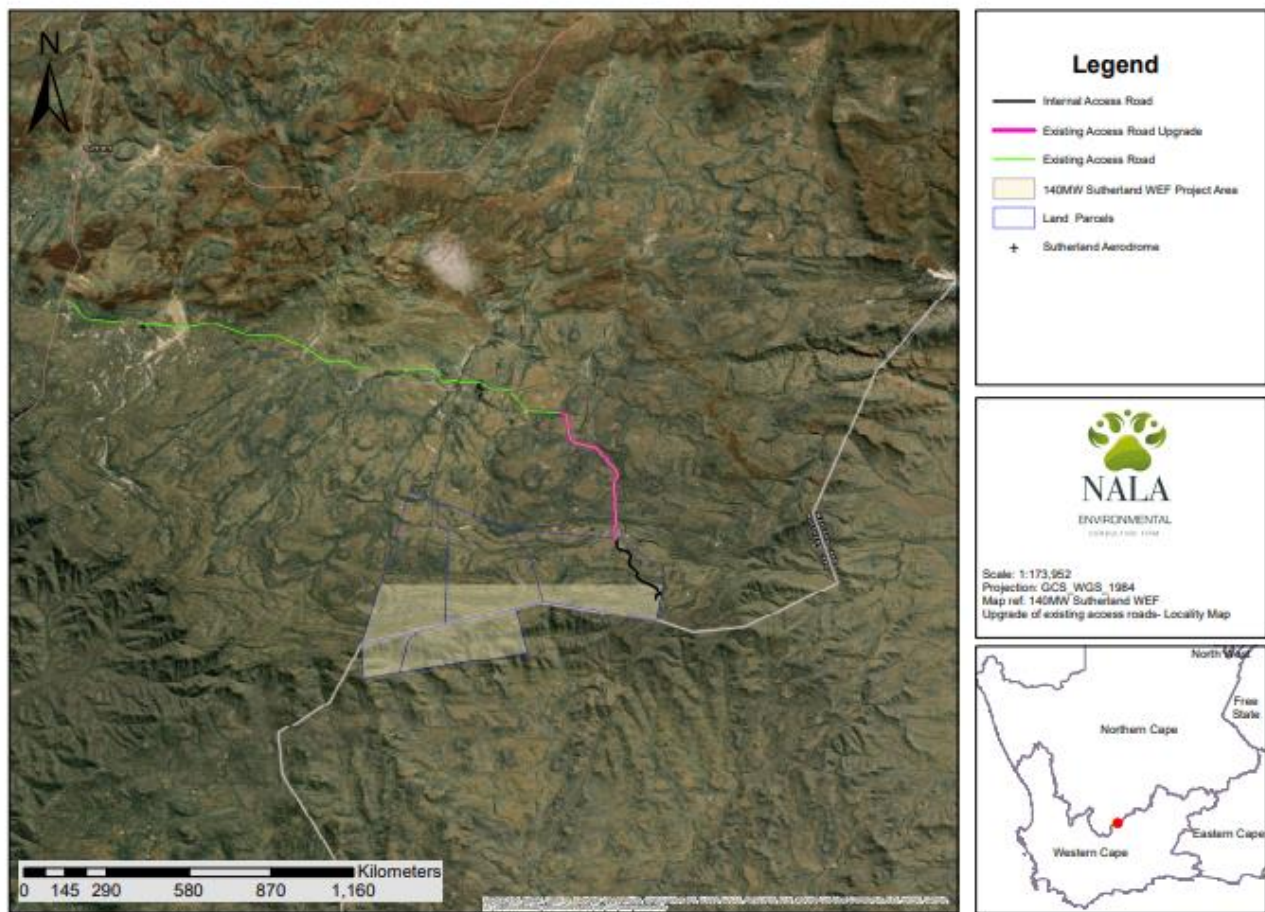 N
Legend
Internal Access Road
Existing Access Road Upgrade
Existing Access Road
140MW Sutherland WEF Project Area
Land Parcels
Sutherland Aerodrome
NALA
ENVIRONMENTAL
Scale: 1:173,952
Projection: GCS_WGS_1984
Map ref. 140MW Sutherland WEF
Upgrade of existing access roads- Locality Map
North West
Free
State
Northern Cape
Eastern Cape
Western Cape
Kilometers
0 145 290 580 870 1,160